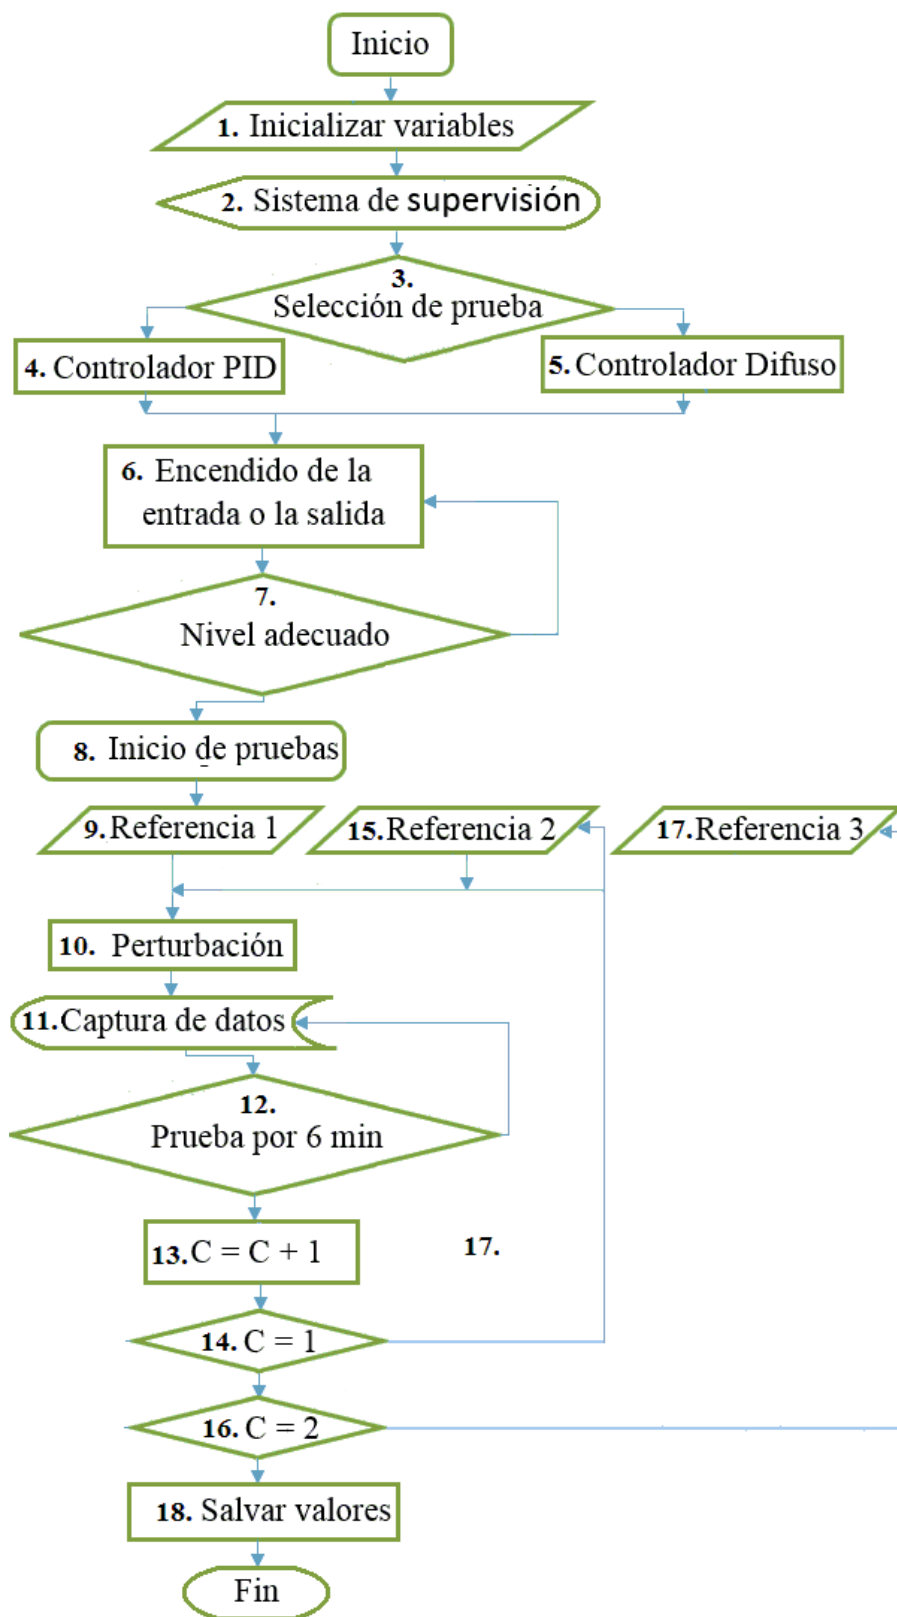 Inicio
1. Inicializar variables
2. Sistema de supervisión
3.
Selección de prueba
4. Controlador PID
5. Controlador Difuso
6. Encendido de la
entrada o la salida
7.
Nivel adecuado
8. Inicio de pruebas
9. Referencia 1
15. Referencia 2
17. Referencia 3
10. Perturbación
11. Captura de datos
12.
Prueba por 6 min
13. C = C + 1
17.
14. C = 1
16. C = 2
18. Salvar valores
Fin